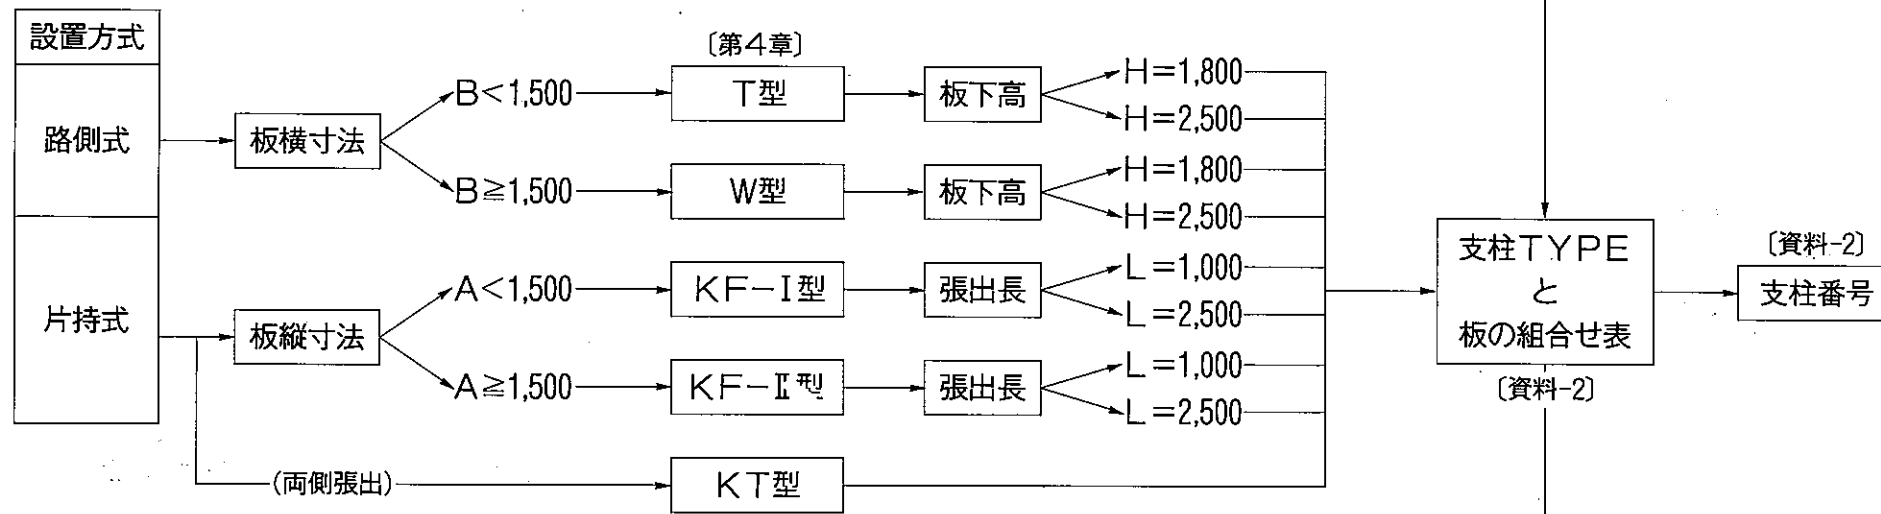 設置方式
路側式
片持式
板横寸法
B<1,500
B≧1,500
〔第4章〕
T型
W型
板下高
H=1,800
H=2,500
板下高
H=1,800
H=2,500
板縦寸法
A<1,500
A≧1,500
KF-Ⅰ型
KF-Ⅱ型
張出長
L=1,000
L=2,500
張出長
L=1,000
L=2,500
(両側張出)
KT型
支柱TYPE
と
板の組合せ表
〔資料-2〕
〔資料-2〕
支柱番号